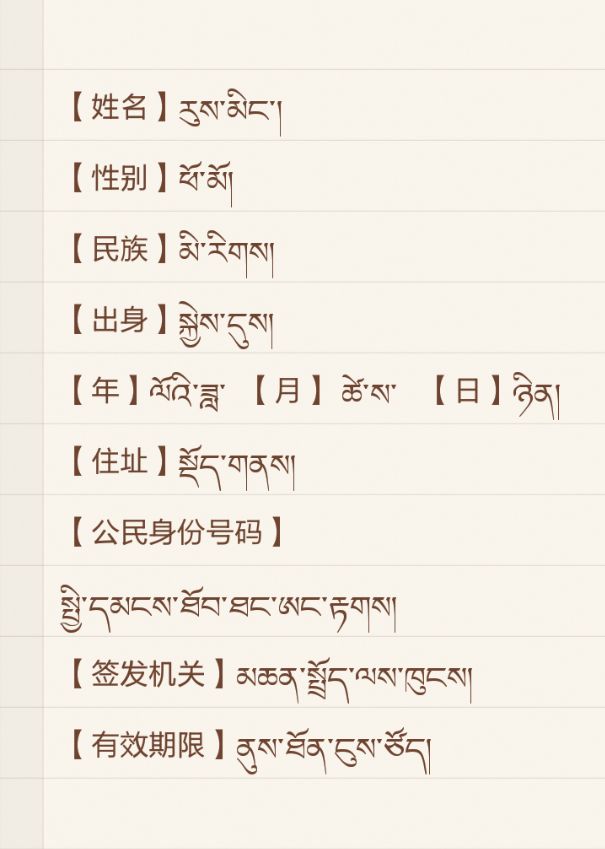 【姓名】རུས་མིང་།
【性别】ཕོ་མོ།
【民族】མི་རིགས།
【出身】སྐྱེས་དུས།
【年】ལོའི་ཟླ་ 【月】ཚེས་ 【日】ཉིན།
【住址】སྡོད་གནས།
【公民身份号码】
སྤྱི་དམངས་ཐོབ་ཐང་ཨང་རྟགས།
【签发机关】མཆན་སྤྲོད་ལས་ཁུངས།
【有效期限】ནུས་ཐོན་དུས་ཙོད།